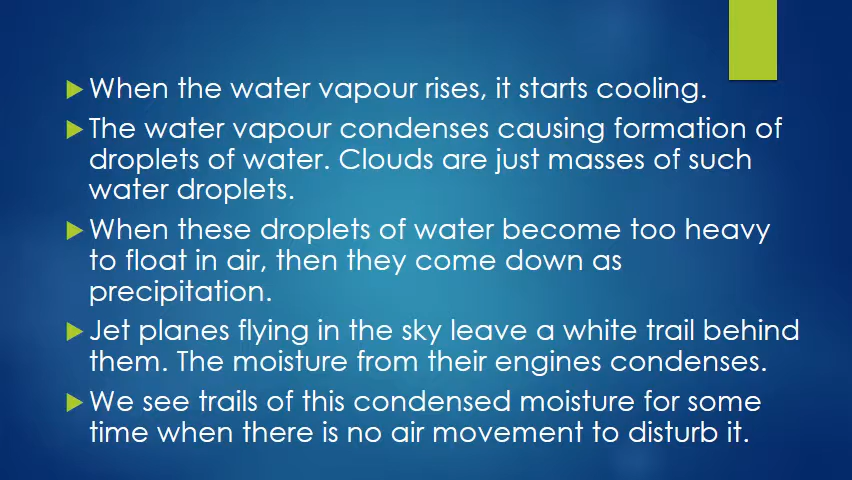 When the water vapour rises, it starts cooling.
The water vapour condenses causing formation of
droplets of water. Clouds are just masses of such
water droplets.
When these droplets of water become too heavy
to float in air, then they come down as
precipitation.
Jet planes flying in the sky leave a white trail behind
them. The moisture from their engines condenses.
We see trails of this condensed moisture for some
time when there is no air movement to disturb it.